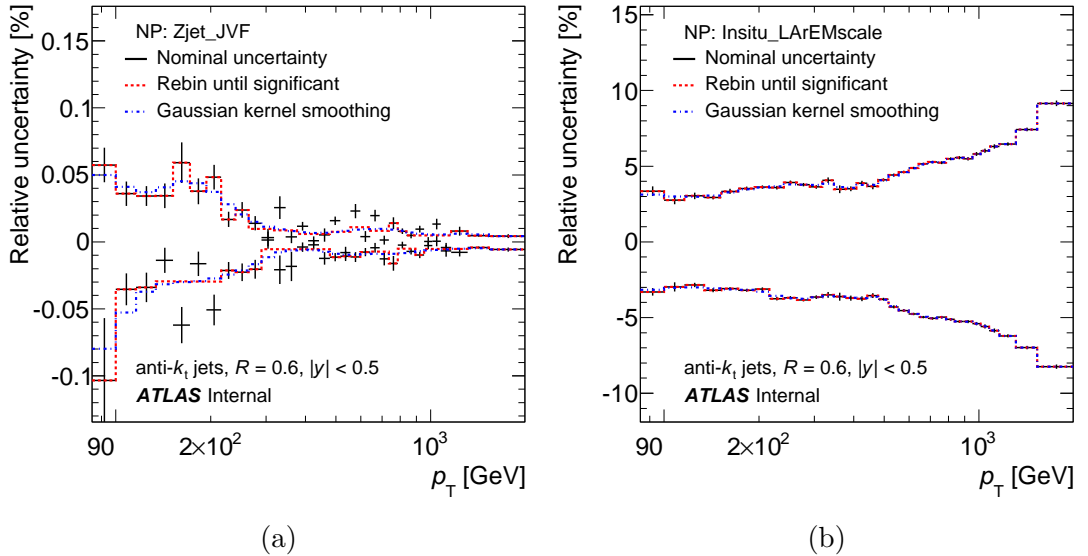 Relative uncertainty [%]
NP: Zjet_JVF
Nominal uncertainty
Rebin until significant
Gaussian kernel smoothing
0.15
0.1
0.05
0
-0.05
-0.1
anti-kt jets, R = 0.6, |y| < 0.5
ATLAS Internal
90
2×10²
10³
pT [GeV]
(a)
Relative uncertainty [%]
NP: Insitu_LArEMscale
Nominal uncertainty
Rebin until significant
Gaussian kernel smoothing
15
10
5
0
-5
-10
anti-kt jets, R = 0.6, |y| < 0.5
ATLAS Internal
90
2×10²
10³
pT [GeV]
(b)